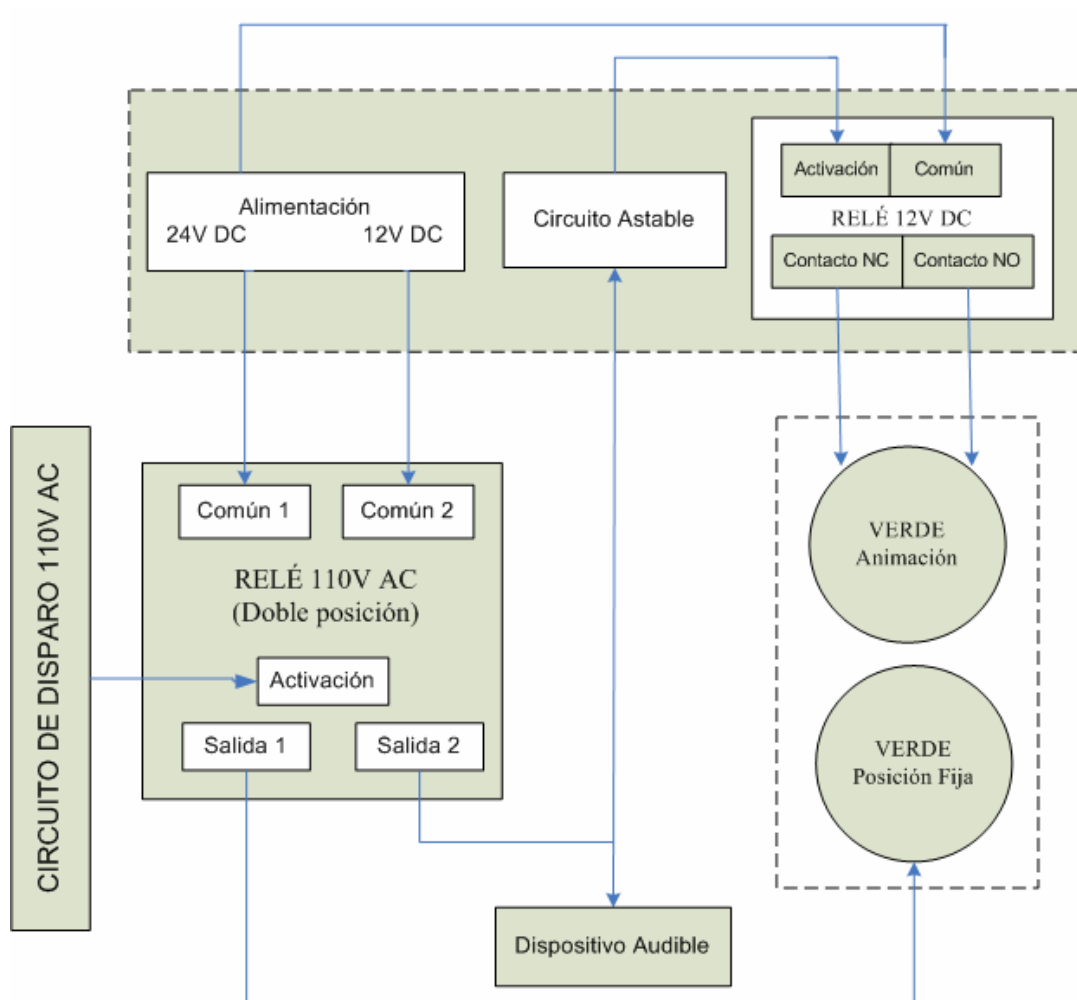 Alimentación
24V DC 12V DC
Circuito Astable
Activación Común
RELÉ 12V DC
Contacto NC Contacto NO
CIRCUITO DE DISPARO 110V AC
Común 1 Común 2
RELÉ 110V AC
(Doble posición)
Activación
Salida 1 Salida 2
VERDE
Animación
VERDE
Posición Fija
Dispositivo Audible